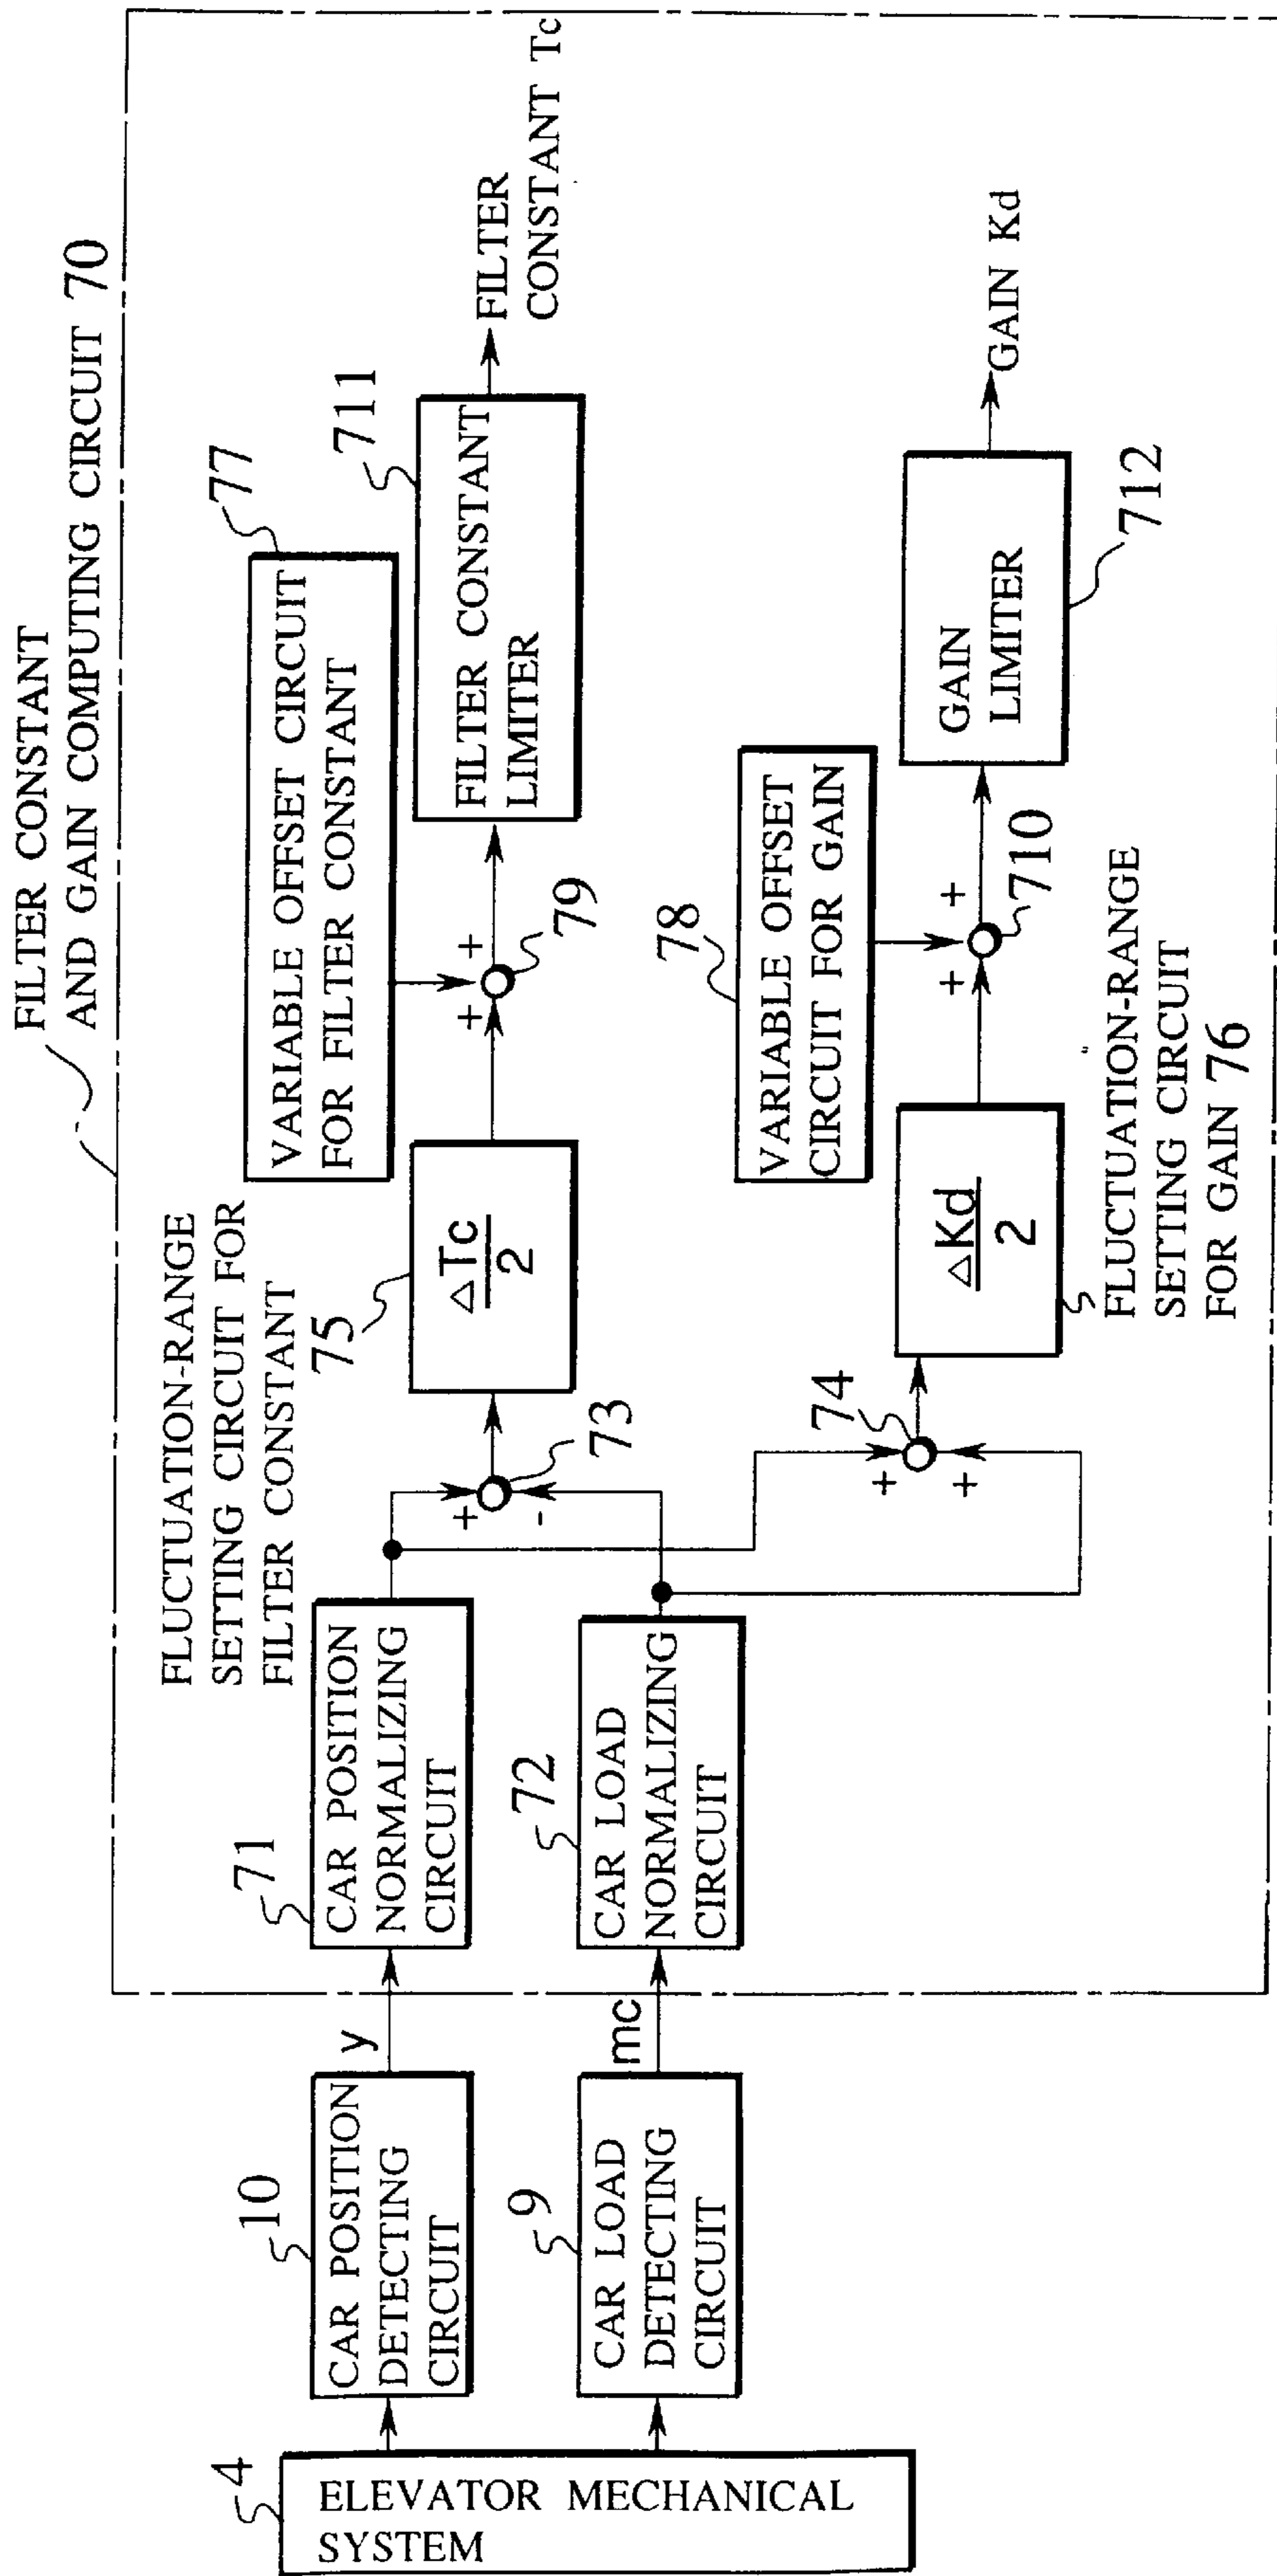 FILTER CONSTANT
AND GAIN COMPUTING CIRCUIT 70
4
ELEVATOR MECHANICAL
SYSTEM
10
CAR POSITION
DETECTING
CIRCUIT
y
9
CAR LOAD
DETECTING
CIRCUIT
mc
71
CAR POSITION
NORMALIZING
CIRCUIT
72
CAR LOAD
NORMALIZING
CIRCUIT
FLUCTUATION-RANGE
SETTING CIRCUIT FOR
FILTER CONSTANT
75
+
-
73
△Tc
2
VARIABLE OFFSET CIRCUIT
FOR FILTER CONSTANT
77
+
+
79
FILTER CONSTANT
LIMITER
711
FILTER
CONSTANT Tc
74
+
+
△Kd
2
FLUCTUATION-RANGE
SETTING CIRCUIT
FOR GAIN 76
78
VARIABLE OFFSET
CIRCUIT FOR GAIN
+
+
710
GAIN
LIMITER
712
GAIN Kd